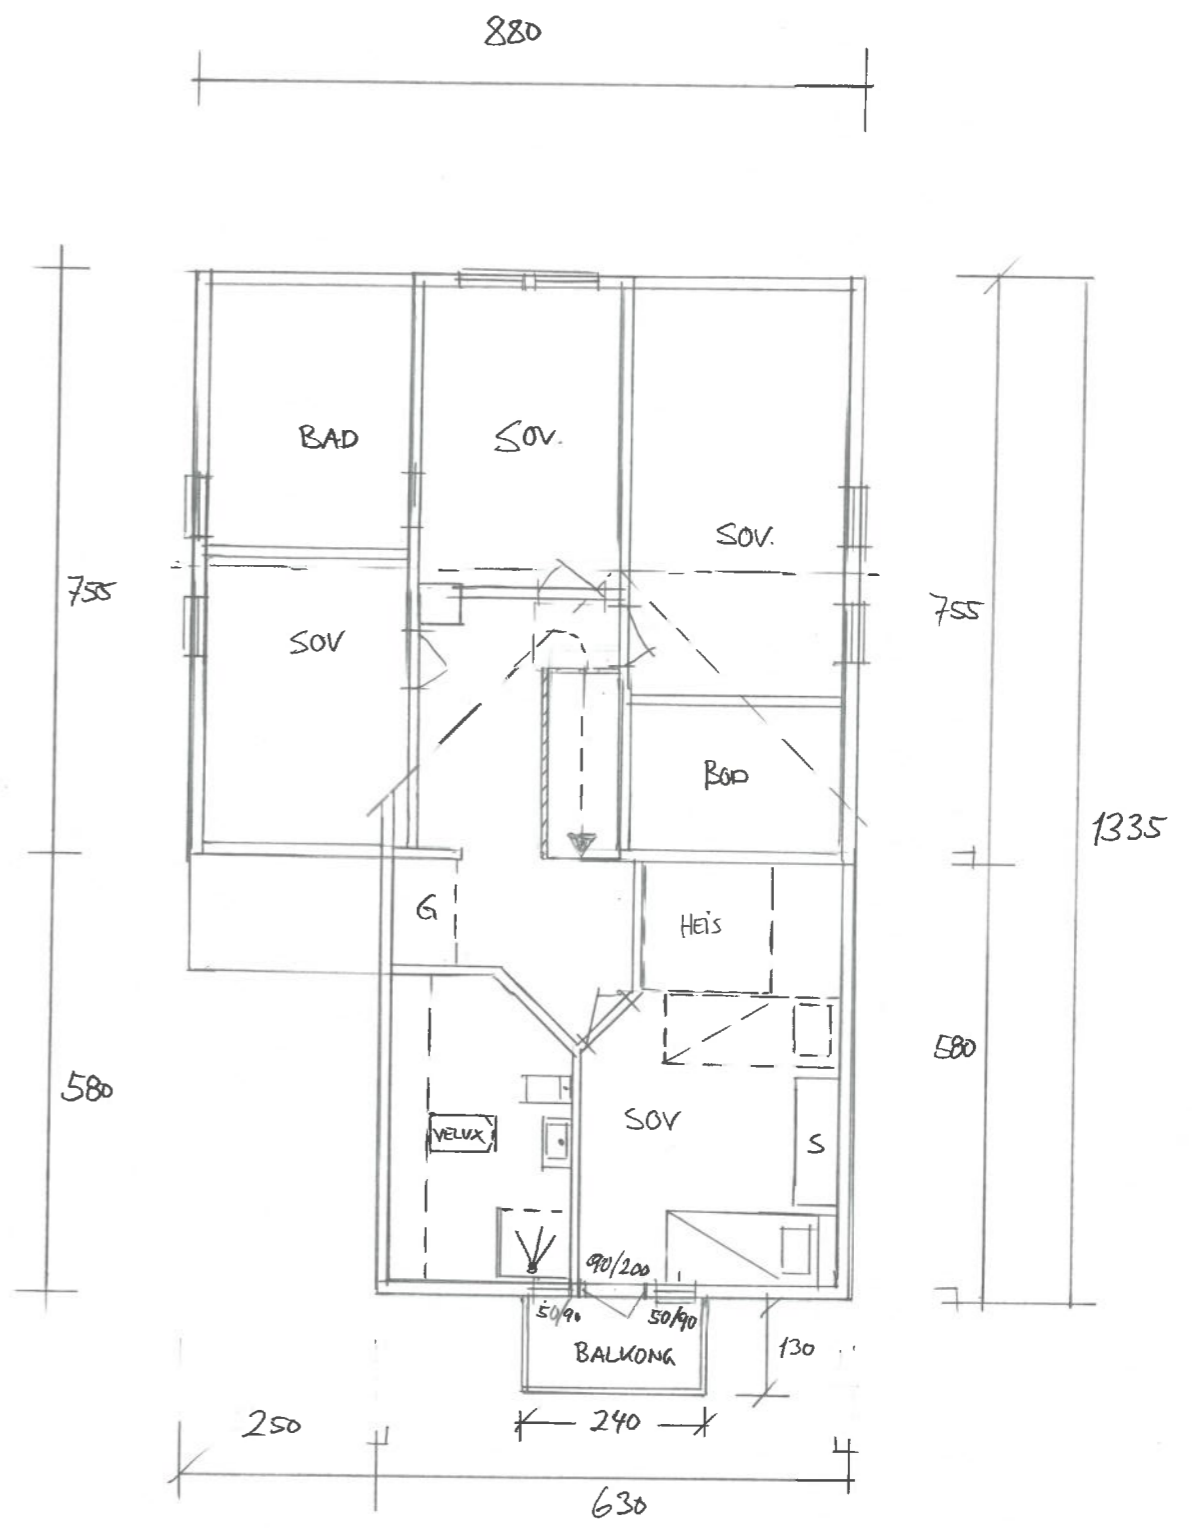 880
BAD
SOV.
SOV.
755
SOV
755
BOD
1335
G
HEIS
580
580
VELUX
SOV
S
90/200
50/90
50/90
BALKONG
130
250
240
630